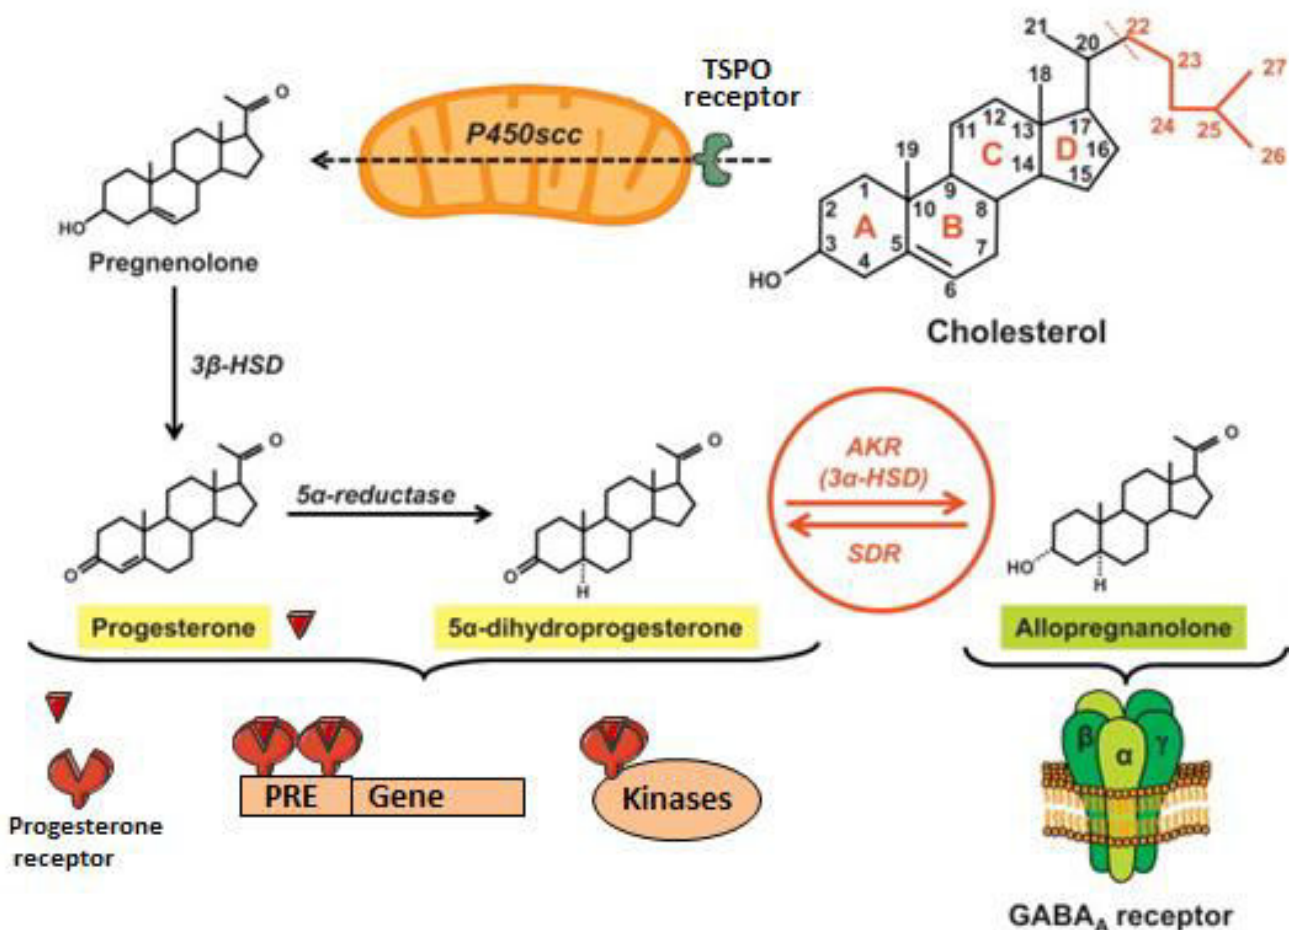 TSPO
receptor
P450scc
O
HO
Pregnenolone
21
20
22
23
27
24
25
26
18
12
11
13
17
16
C
D
14
15
19
1
9
2
10
8
A
B
3
5
7
4
6
HO
Cholesterol
3β-HSD
O
O
Progesterone
5α-reductase
O
O
H
5α-dihydroprogesterone
AKR
(3α-HSD)
SDR
O
HO
H
Allopregnanolone
Progesterone
receptor
PRE
Gene
Kinases
β
α
γ
GABAA receptor